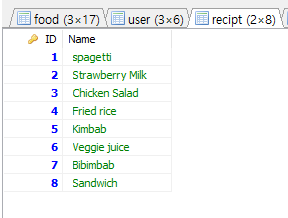 food (3×17) user (3×6) recipt (2×8)
ID Name
1 spagetti
2 Strawberry Milk
3 Chicken Salad
4 Fried rice
5 Kimbab
6 Veggie juice
7 Bibimbab
8 Sandwich